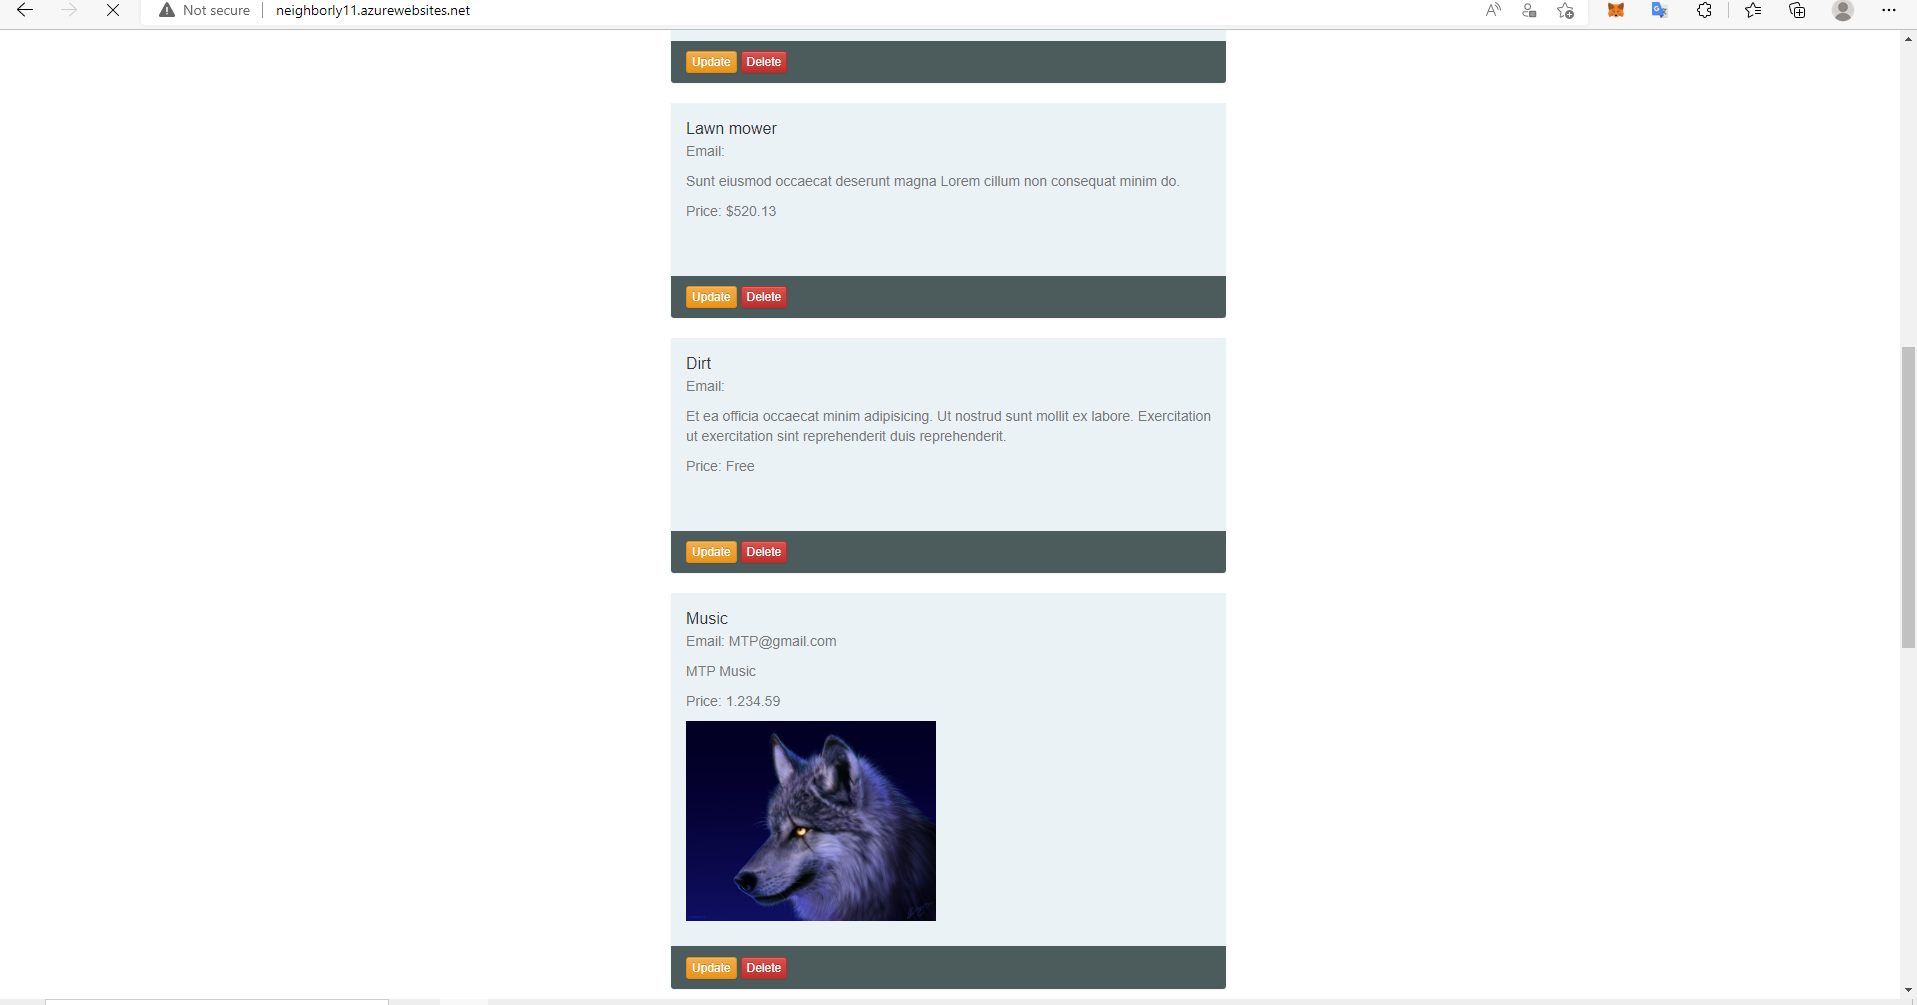 Not secure
neighborly11.azurewebsites.net
Update Delete
Lawn mower
Email:
Sunt eiusmod occaecat deserunt magna Lorem cillum non consequat minim do.
Price: $520.13
Update Delete
Dirt
Email:
Et ea officia occaecat minim adipisicing. Ut nostrud sunt mollit ex labore. Exercitation
ut exercitation sint reprehenderit duis reprehenderit.
Price: Free
Update Delete
Music
Email: MTP@gmail.com
MTP Music
Price: 1.234.59
Update Delete